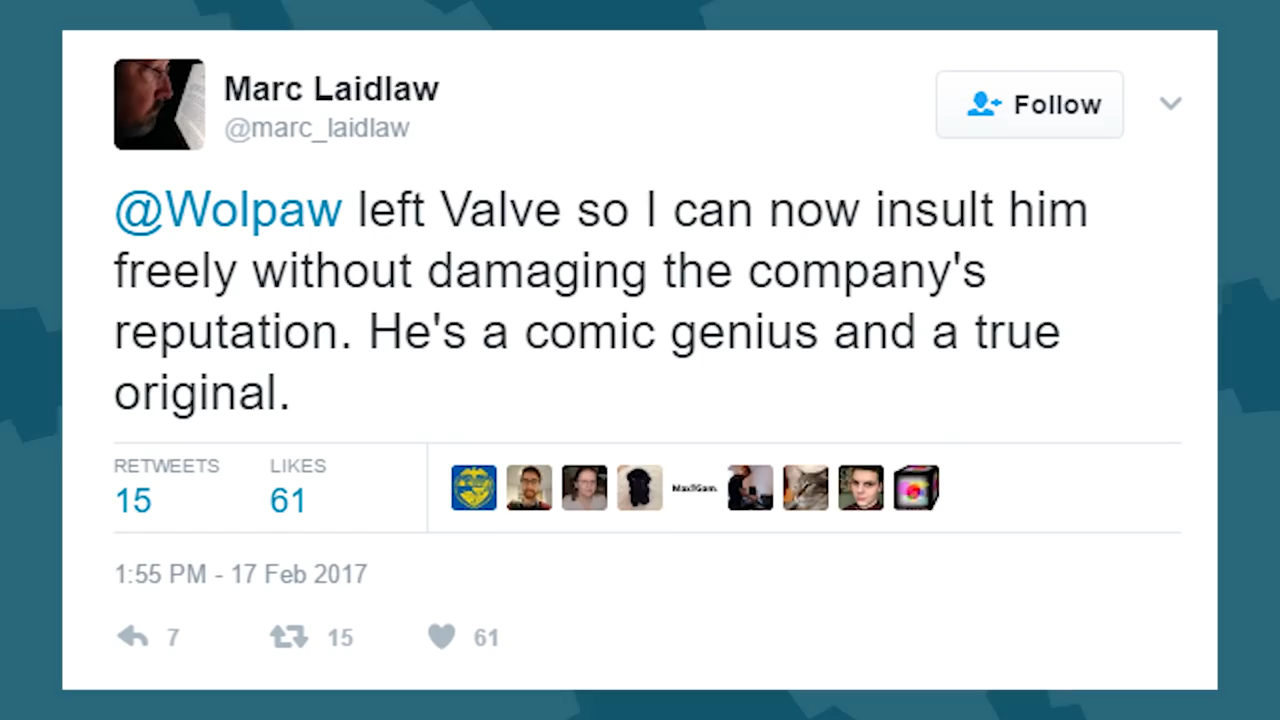 Marc Laidlaw
@marc_laidlaw
Follow
@Wolpaw left Valve so I can now insult him
freely without damaging the company's
reputation. He's a comic genius and a true
original.
RETWEETS LIKES
15 61
1:55 PM - 17 Feb 2017
7 15 61